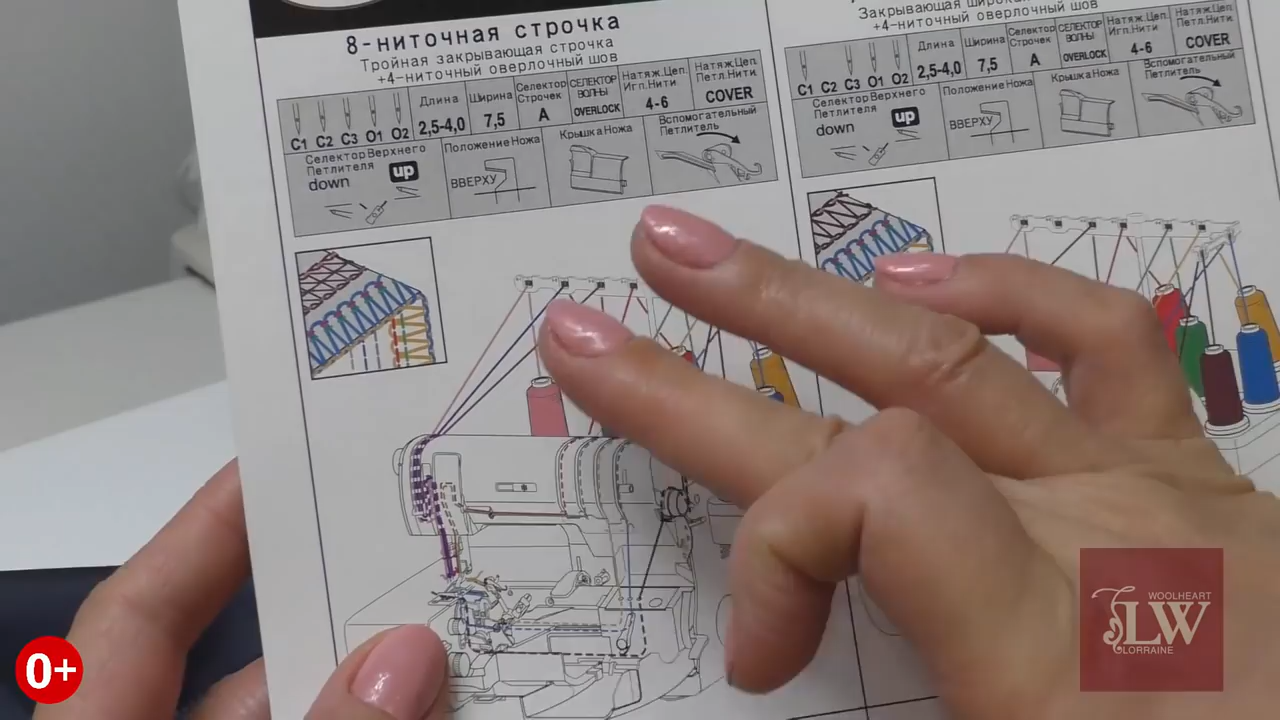 8-ниточная строчка
Тройная закрывающая строчка
+4-ниточный оверлочный шов
C1 C2 C3 O1 O2
Длина
2,5-4,0
Ширина
7,5
Селектор
Строчек
A
СЕЛЕКТОР
ВОЛНЫ
OVERLOCK
Натяж.Цеп.
Игл.Нити
4-6
Натяж.Цеп.
Петл.Нити
COVER
Селектор Верхнего
Петлителя
down
up
Положение Ножа
ВВЕРХУ
Крышка Ножа
Вспомогательный
Петлитель
Закрывающая
+4-ниточный оверлочный шов
C1 C2 C3 O1 O2
Длина
2,5-4,0
Ширина
7,5
Селектор
Строчек
A
СЕЛЕКТОР
ВОЛНЫ
OVERLOCK
Натяж.Цеп.
Игл.Нити
4-6
Натяж.Цеп.
Петл.Нити
COVER
Селектор Верхнего
Петлителя
down
up
Положение Ножа
ВВЕРХУ
Крышка Ножа
Вспомогательный
Петлитель
0+
WOOLHEART
LW
LORRAINE